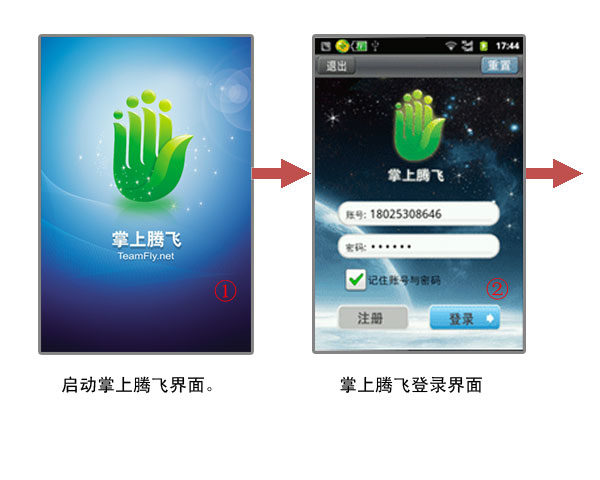 掌上腾飞
TeamFly.net
①
启动掌上腾飞界面。
17:44
退出
重置
掌上腾飞
账号: 18025308646
密码: ••••••
记住账号与密码
②
注册
登录
掌上腾飞登录界面